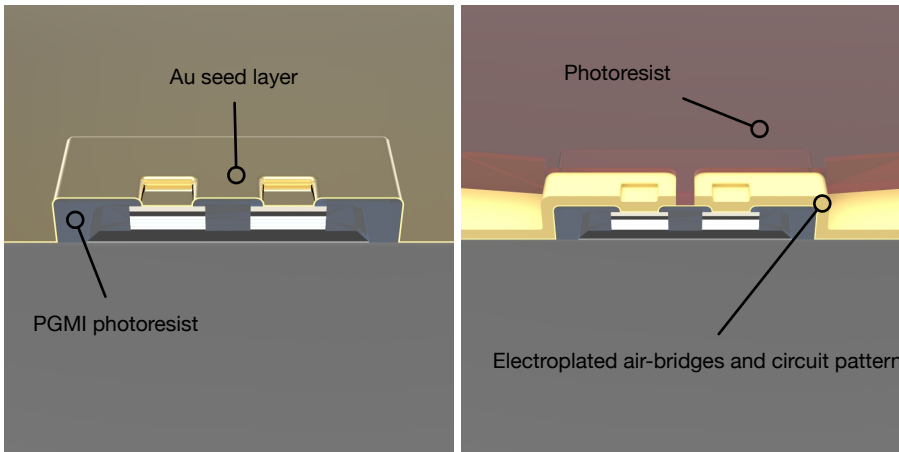 Au seed layer
PGMI photoresist
Photoresist
Electroplated air-bridges and circuit pattern